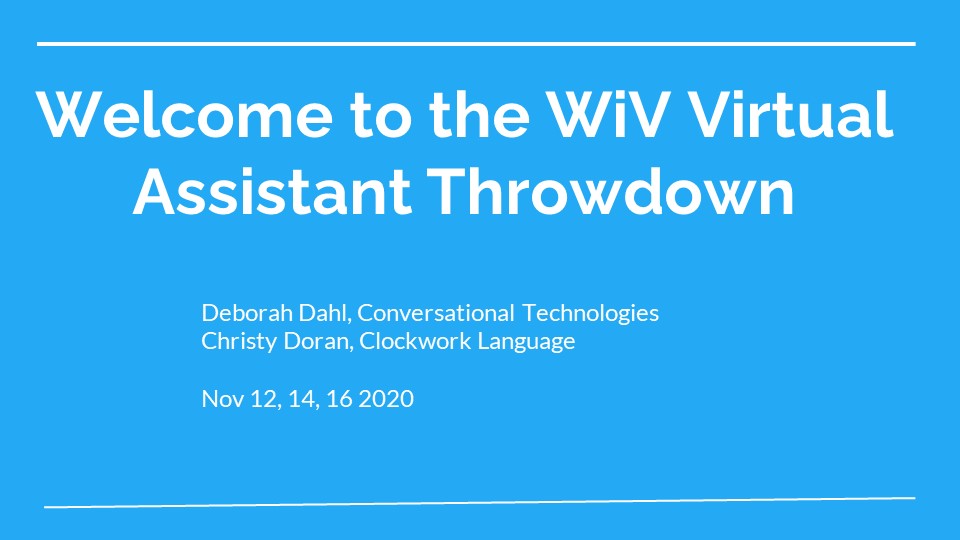 Welcome to the WiV Virtual
Assistant Throwdown
Deborah Dahl, Conversational Technologies
Christy Doran, Clockwork Language
Nov 12, 14, 16 2020